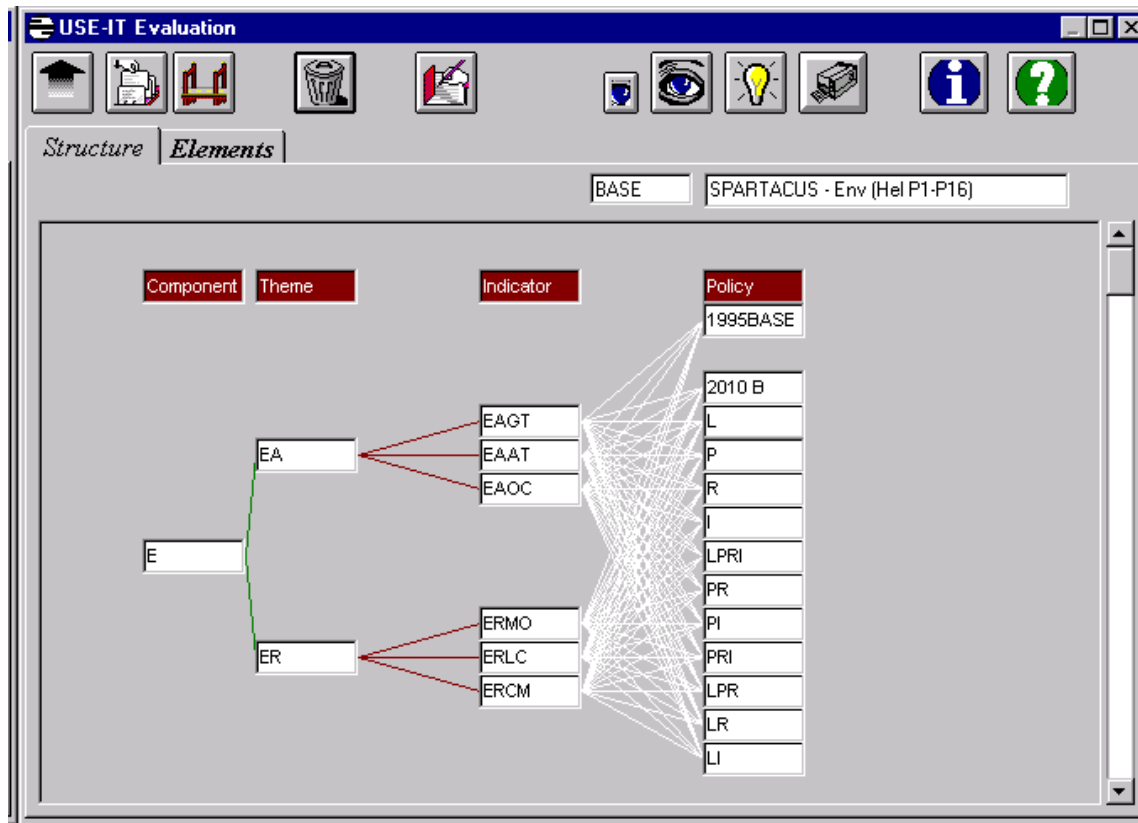 USE-IT Evaluation
Structure Elements
BASE SPARTACUS - Env (Hel P1-P16)
Component Theme Indicator Policy
1995BASE
2010 B
EAGT L
EA EAAT P
EAOC R
I
E LPRI
PR
ERMO PI
ER ERLC PRI
ERCM LPR
LR
LI